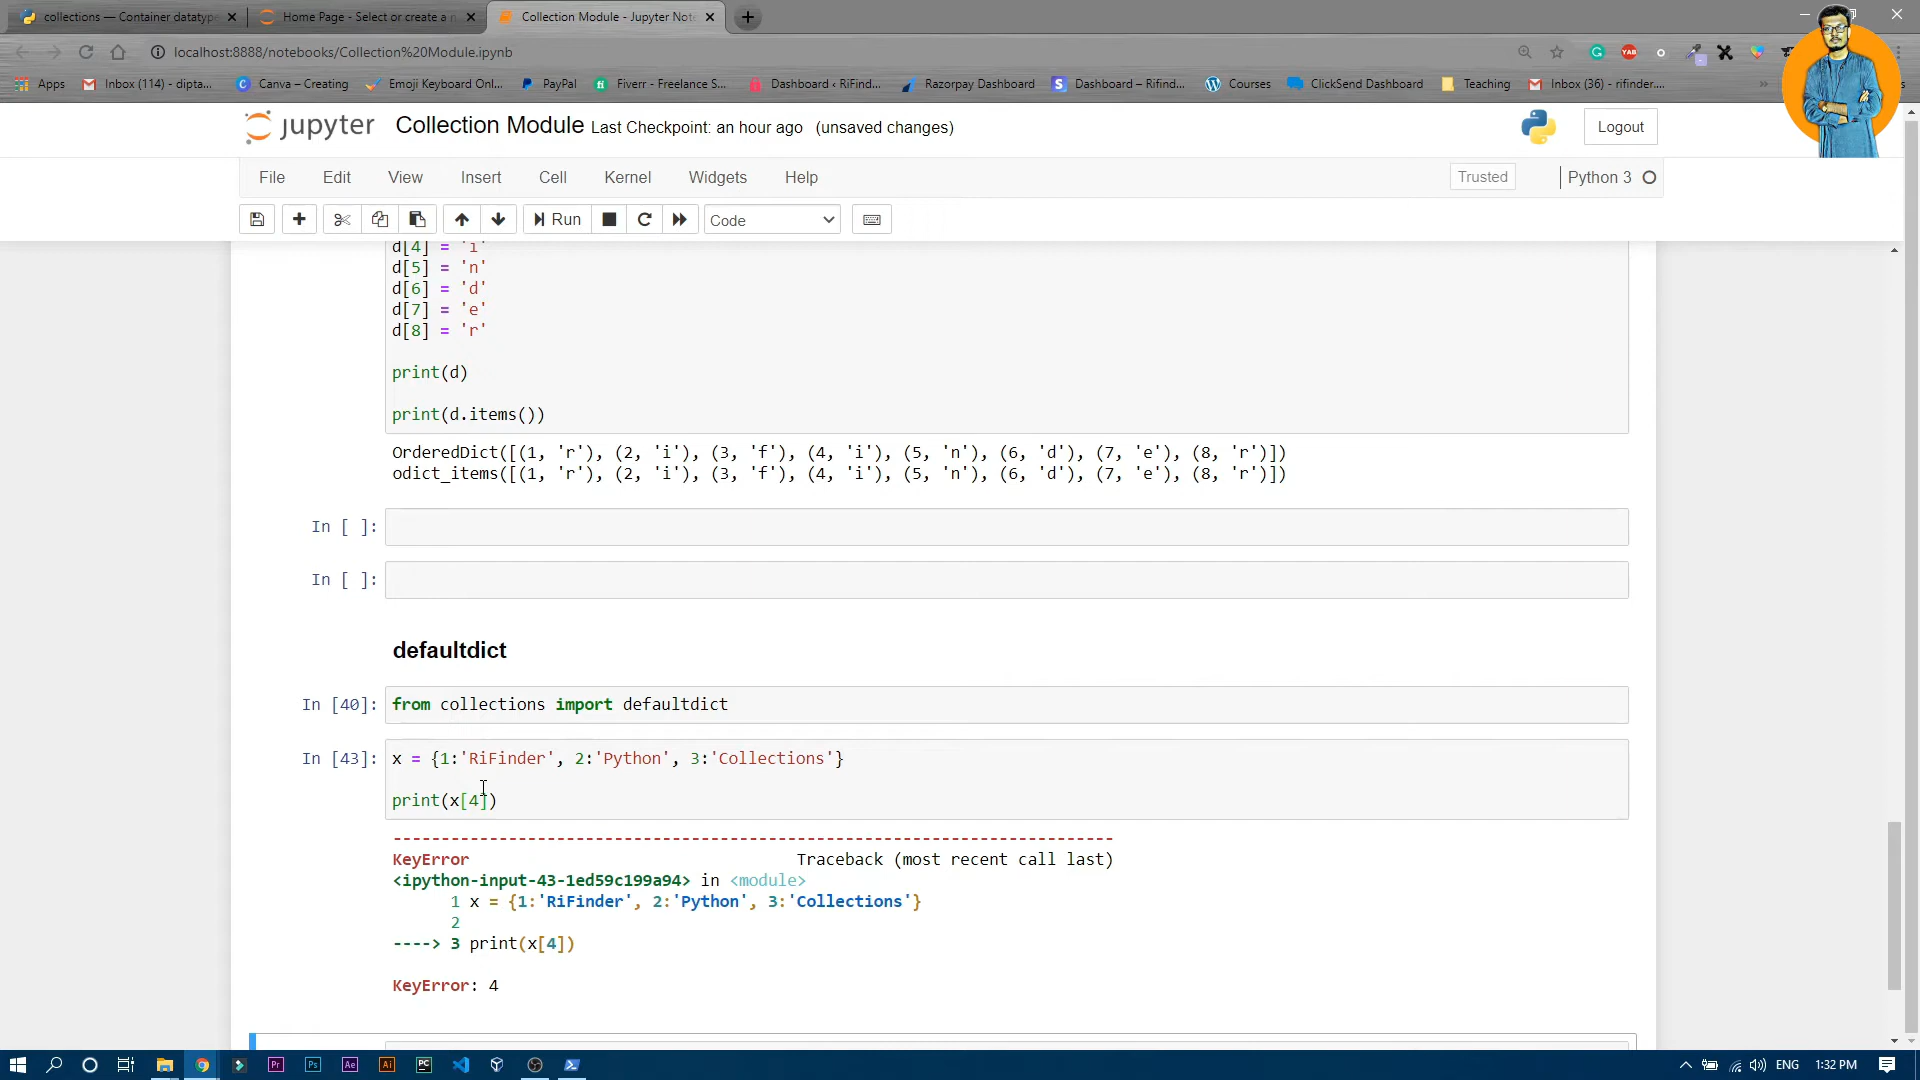 collections — Container datatype
Home Page - Select or create a n
Collection Module - Jupyter Not
localhost:8888/notebooks/Collection%20Module.ipynb
Apps
Inbox (114) - dipta...
Canva – Creating
Emoji Keyboard Onl...
PayPal
Fiverr - Freelance S...
Dashboard ‹ RiFind...
Razorpay Dashboard
Dashboard – Rifind...
Courses
ClickSend Dashboard
Teaching
Inbox (36) - rifinder....
jupyter
Collection Module Last Checkpoint: an hour ago (unsaved changes)
Logout
File Edit View Insert Cell Kernel Widgets Help
Trusted
Python 3
Run
Code
d[4] = 'i'
d[5] = 'n'
d[6] = 'd'
d[7] = 'e'
d[8] = 'r'
print(d)
print(d.items())
OrderedDict([(1, 'r'), (2, 'i'), (3, 'f'), (4, 'i'), (5, 'n'), (6, 'd'), (7, 'e'), (8, 'r')])
odict_items([(1, 'r'), (2, 'i'), (3, 'f'), (4, 'i'), (5, 'n'), (6, 'd'), (7, 'e'), (8, 'r')])
In [ ]:
In [ ]:
defaultdict
In [40]: from collections import defaultdict
In [43]: x = {1:'RiFinder', 2:'Python', 3:'Collections'}
print(x[4])
---------------------------------------------------------------------------
KeyError Traceback (most recent call last)
<ipython-input-43-1ed59c199a94> in <module>
1 x = {1:'RiFinder', 2:'Python', 3:'Collections'}
2
----> 3 print(x[4])
KeyError: 4
Pr Ps Ae Ai PC
ENG
1:32 PM